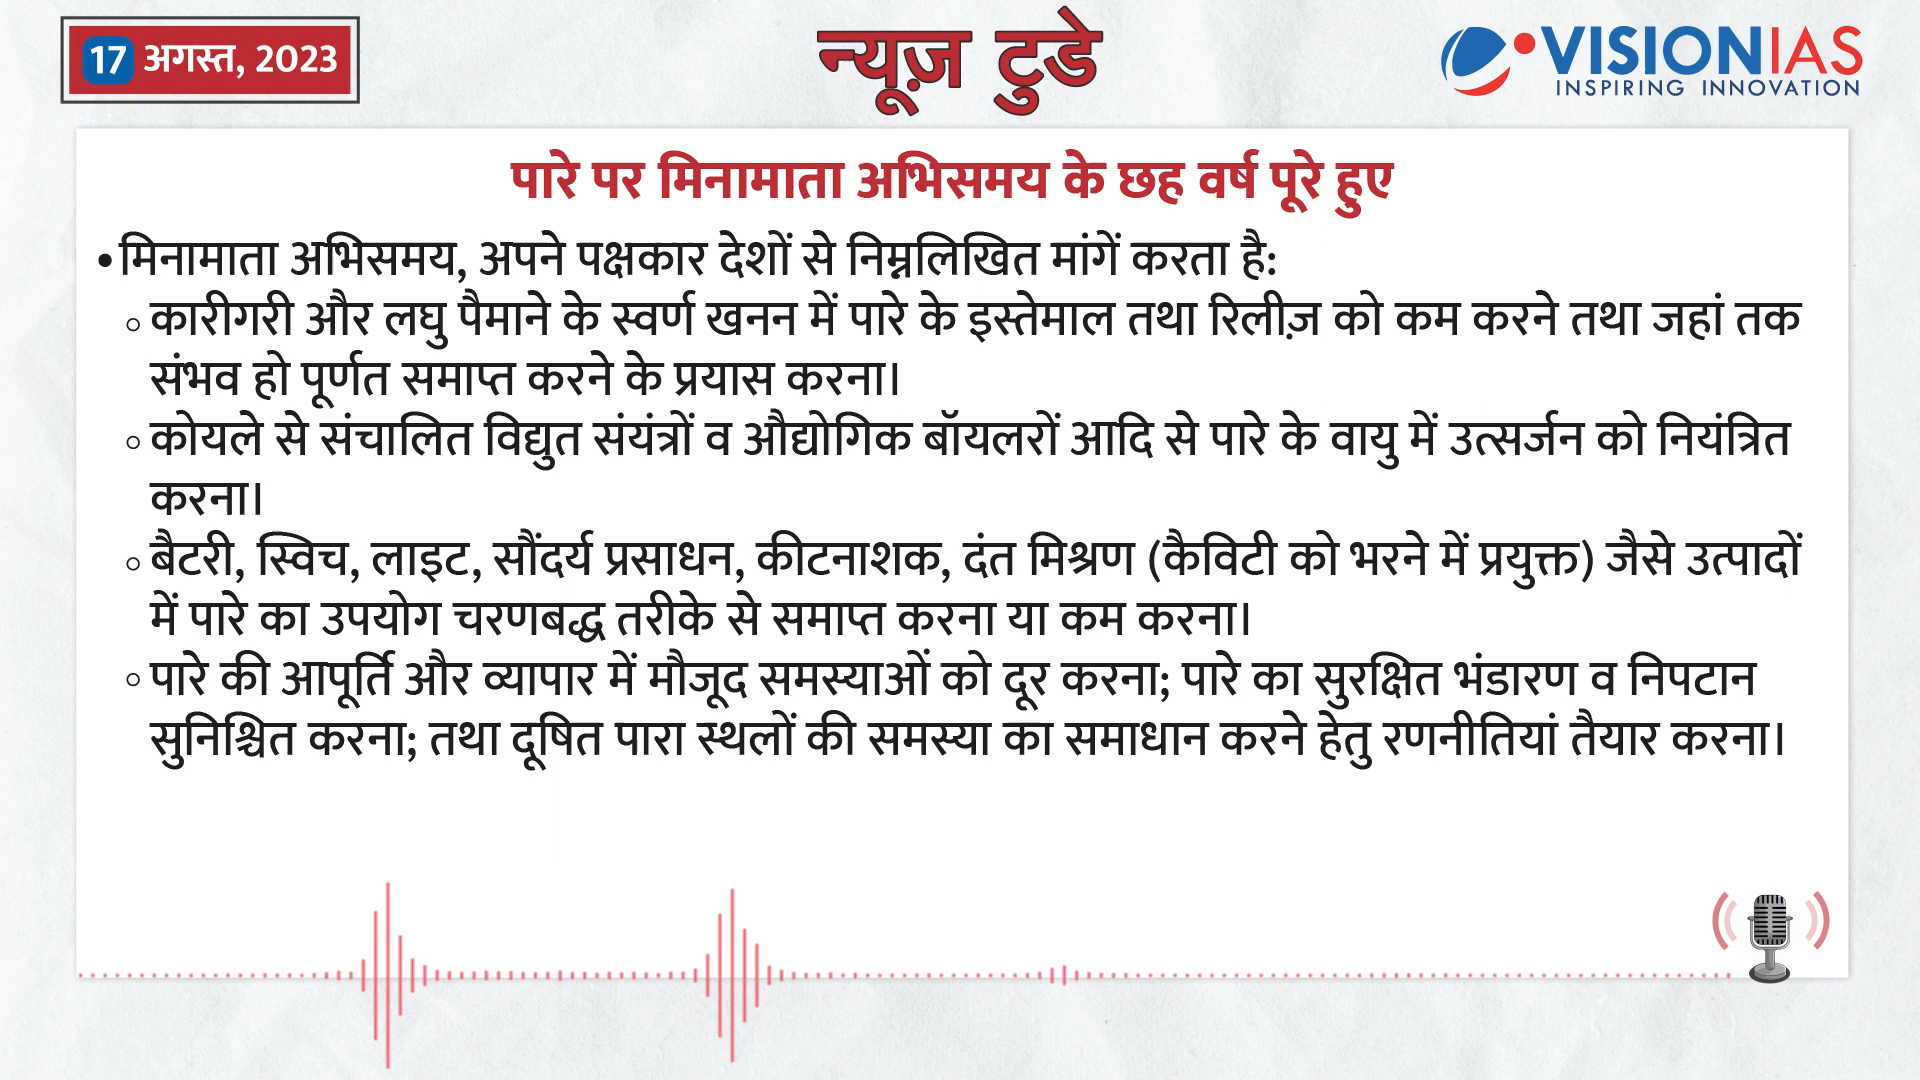 17 अगस्त, 2023
न्यूज़ टुडे
VISIONIAS
INSPIRING INNOVATION
पारे पर मिनामाता अभिसमय के छह वर्ष पूरे हुए
• मिनामाता अभिसमय, अपने पक्षकार देशों से निम्नलिखित मांगें करता है:
○ कारीगरी और लघु पैमाने के स्वर्ण खनन में पारे के इस्तेमाल तथा रिलीज़ को कम करने तथा जहां तक
संभव हो पूर्णत समाप्त करने के प्रयास करना।
○ कोयले से संचालित विद्युत संयंत्रों व औद्योगिक बॉयलरों आदि से पारे के वायु में उत्सर्जन को नियंत्रित
करना।
○ बैटरी, स्विच, लाइट, सौंदर्य प्रसाधन, कीटनाशक, दंत मिश्रण (कैविटी को भरने में प्रयुक्त) जैसे उत्पादों
में पारे का उपयोग चरणबद्ध तरीके से समाप्त करना या कम करना।
○ पारे की आपूर्ति और व्यापार में मौजूद समस्याओं को दूर करना; पारे का सुरक्षित भंडारण व निपटान
सुनिश्चित करना; तथा दूषित पारा स्थलों की समस्या का समाधान करने हेतु रणनीतियां तैयार करना।